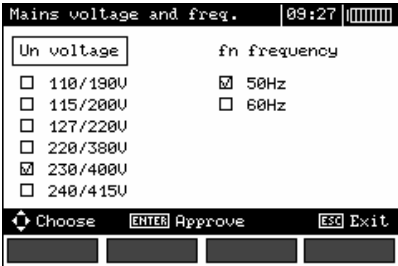 Mains voltage and freq. 09:27
Un voltage
110/190V
115/200V
127/220V
220/380V
230/400V
240/415V
fn frequency
50Hz
60Hz
Choose ENTER Approve ESC Exit